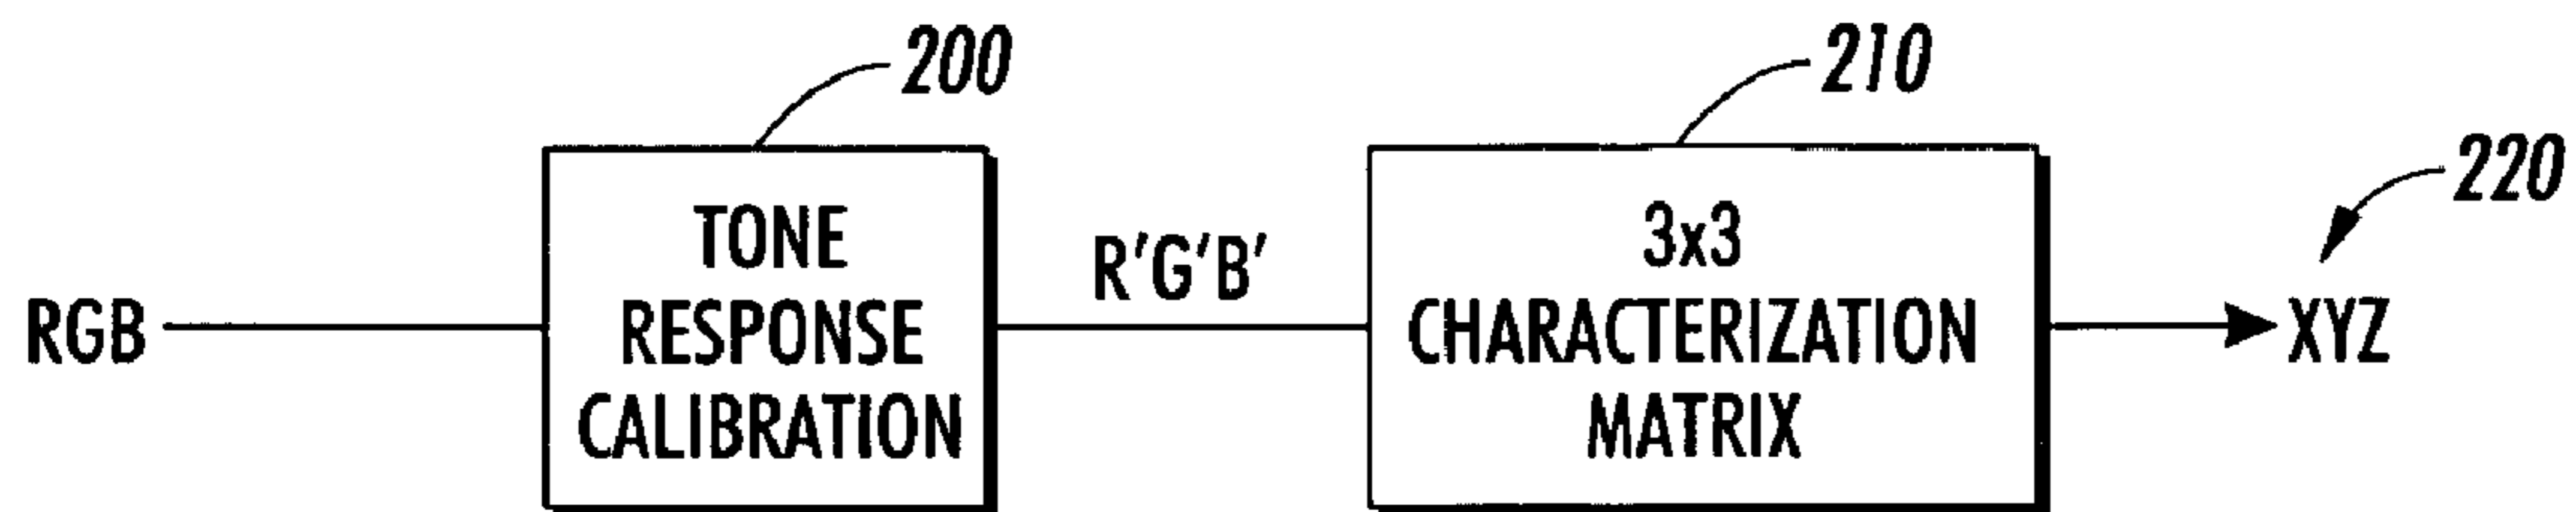 200
210
220
RGB
TONE
RESPONSE
CALIBRATION
R'G'B'
3x3
CHARACTERIZATION
MATRIX
XYZ